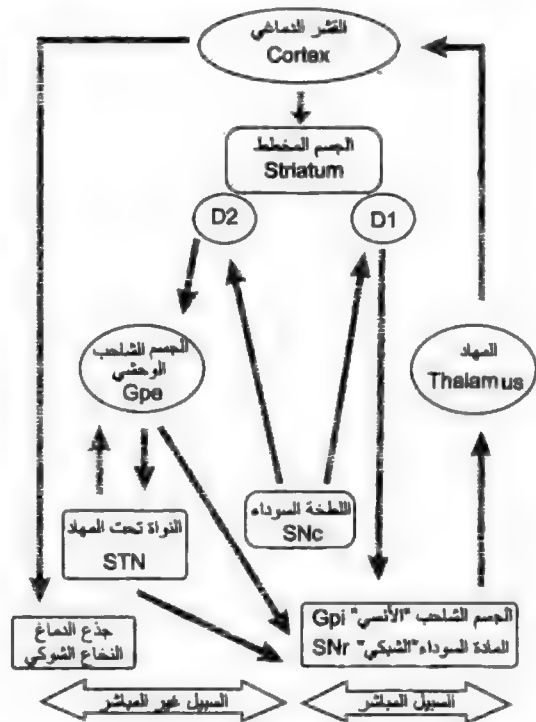 القشر الدماغي
Cortex
الجسم المخطط
Striatum
D2
D1
الجسم الشاحب
الوحشي
Gpe
المهاد
Thalamus
اللطخة السوداء
SNc
النواة تحت المهاد
STN
جذع الدماغ
النخاع الشوكي
الجسم الشاحب "الأنسي" Gpi
المادة السوداء "الشبكي" SNr
السبيل غير المباشر
السبيل المباشر